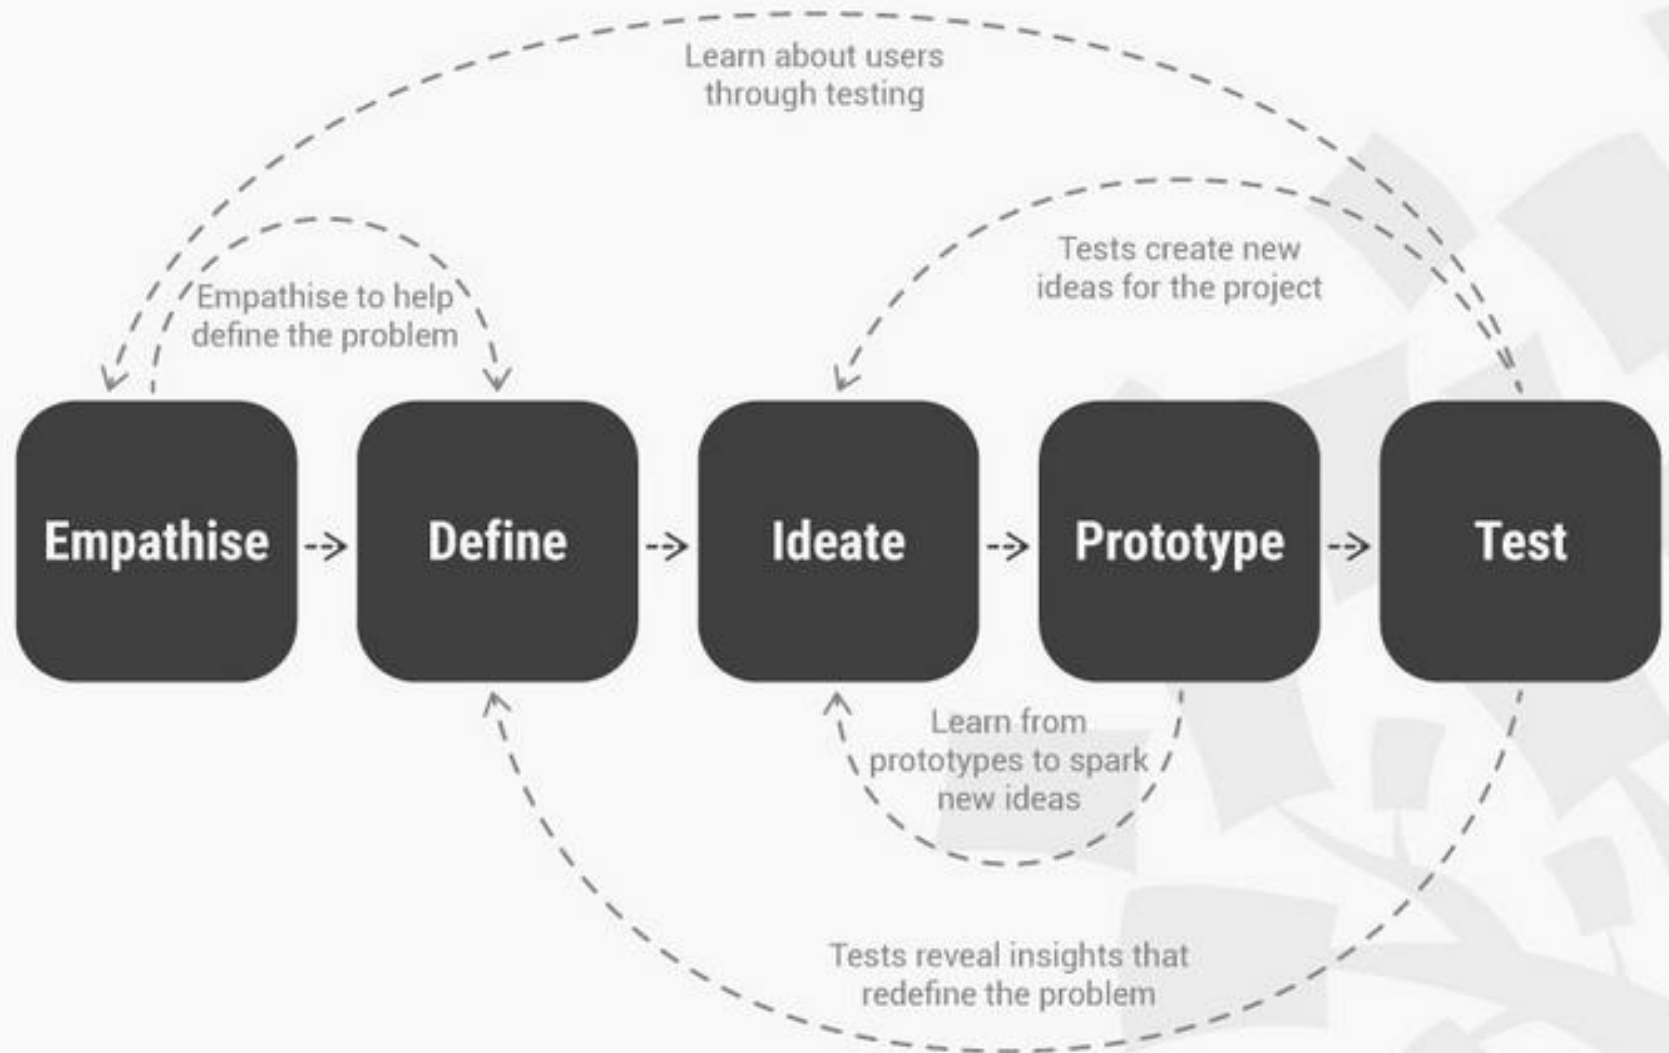 Learn about users
through testing
Tests create new
ideas for the project
Empathise to help
define the problem
Empathise
Define
Ideate
Prototype
Test
Learn from
prototypes to spark
new ideas
Tests reveal insights that
redefine the problem